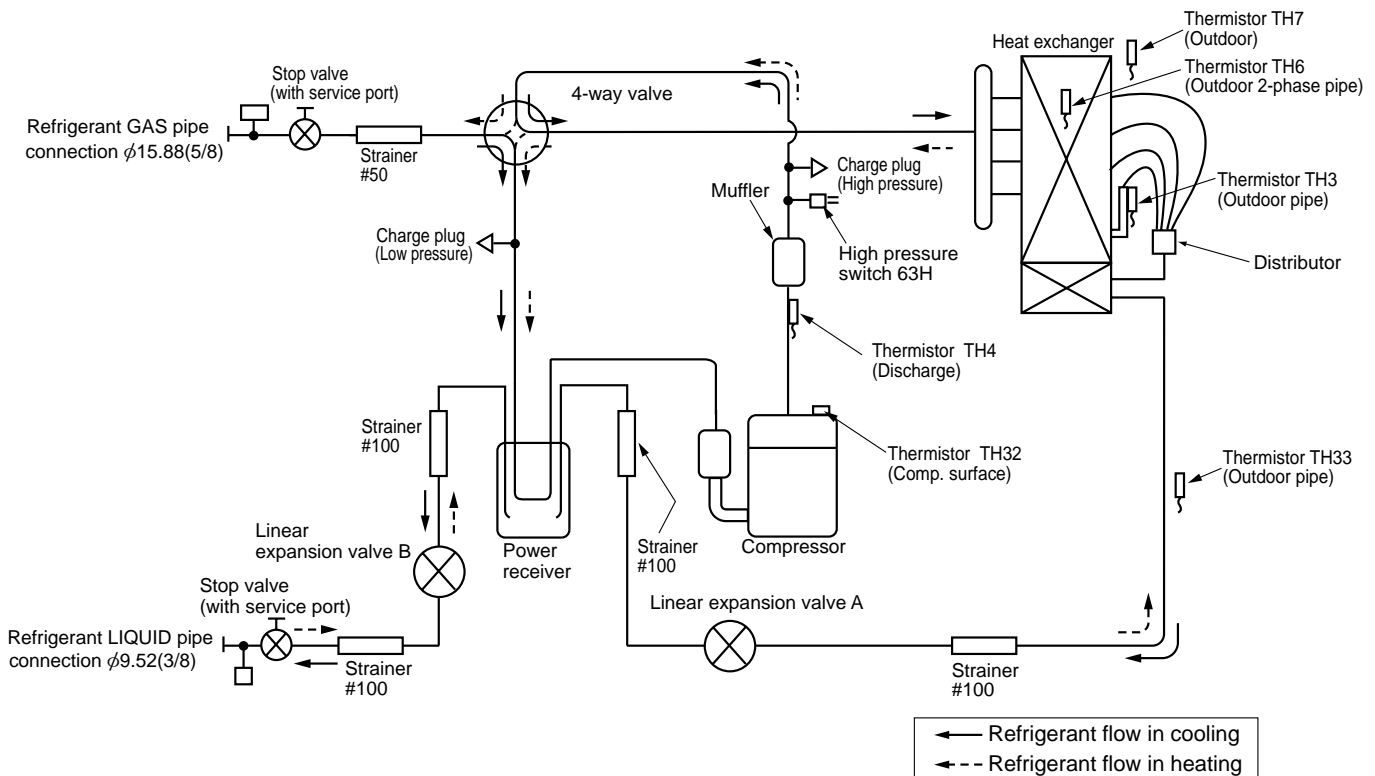 Thermistor TH7
(Outdoor)
Heat exchanger
Thermistor TH6
(Outdoor 2-phase pipe)
Stop valve
(with service port)
4-way valve
Refrigerant GAS pipe
connection ϕ15.88(5/8)
Strainer
#50
Charge plug
(High pressure)
Muffler
Thermistor TH3
(Outdoor pipe)
Charge plug
(Low pressure)
High pressure
switch 63H
Distributor
Thermistor TH4
(Discharge)
Strainer
#100
Thermistor TH32
(Comp. surface)
Thermistor TH33
(Outdoor pipe)
Linear
expansion valve B
Power
receiver
Strainer
#100
Compressor
Stop valve
(with service port)
Linear expansion valve A
Refrigerant LIQUID pipe
connection ϕ9.52(3/8)
Strainer
#100
Strainer
#100
Refrigerant flow in cooling
Refrigerant flow in heating